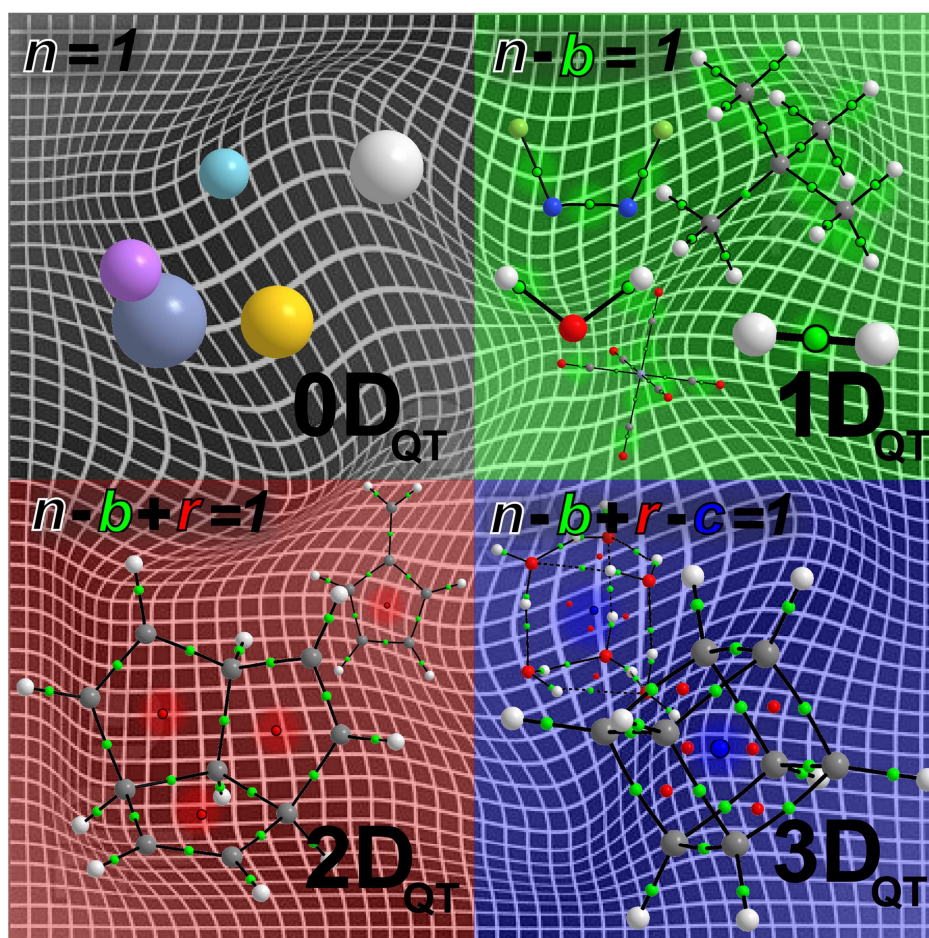 n=1
0D QT
n-b=1
1D QT
n-b+r=1
2D QT
n-b+r-c=1
3D QT